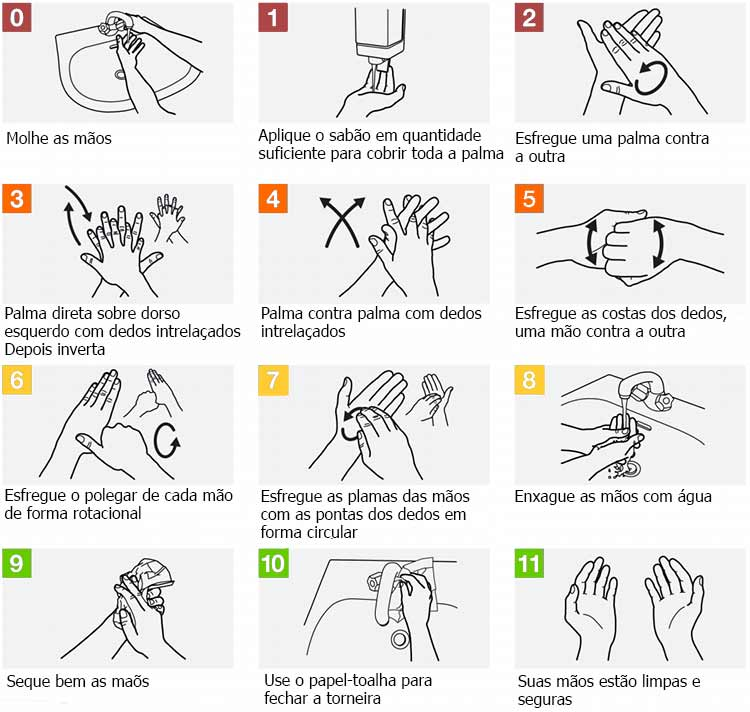 0
Molhe as mãos
1
Aplique o sabão em quantidade
suficiente para cobrir toda a palma
2
Esfregue uma palma contra
a outra
3
Palma direta sobre dorso
esquerdo com dedos intrelaçados
Depois inverta
4
Palma contra palma com dedos
intrelaçados
5
Esfregue as costas dos dedos,
uma mão contra a outra
6
Esfregue o polegar de cada mão
de forma rotacional
7
Esfregue as plamas das mãos
com as pontas dos dedos em
forma circular
8
Enxague as mãos com água
9
Seque bem as maõs
10
Use o papel-toalha para
fechar a torneira
11
Suas mãos estão limpas e
seguras